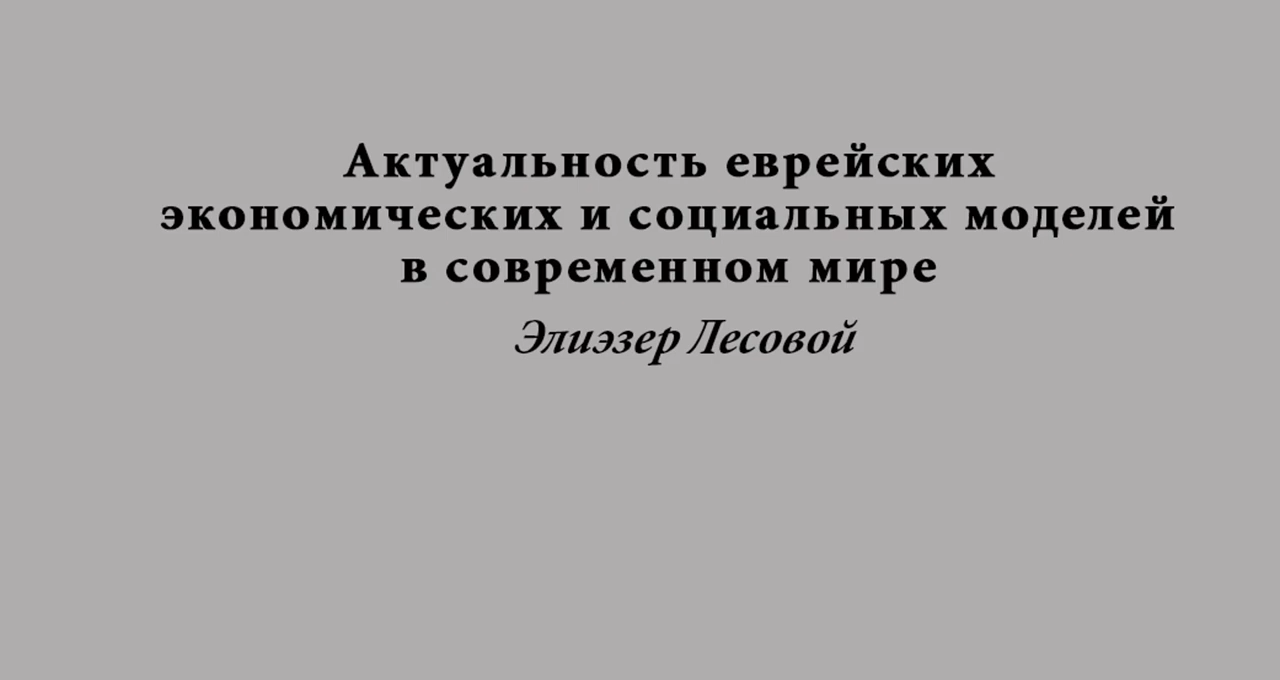 Актуальность еврейских
экономических и социальных моделей
в современном мире
Элиэзер Лесовой